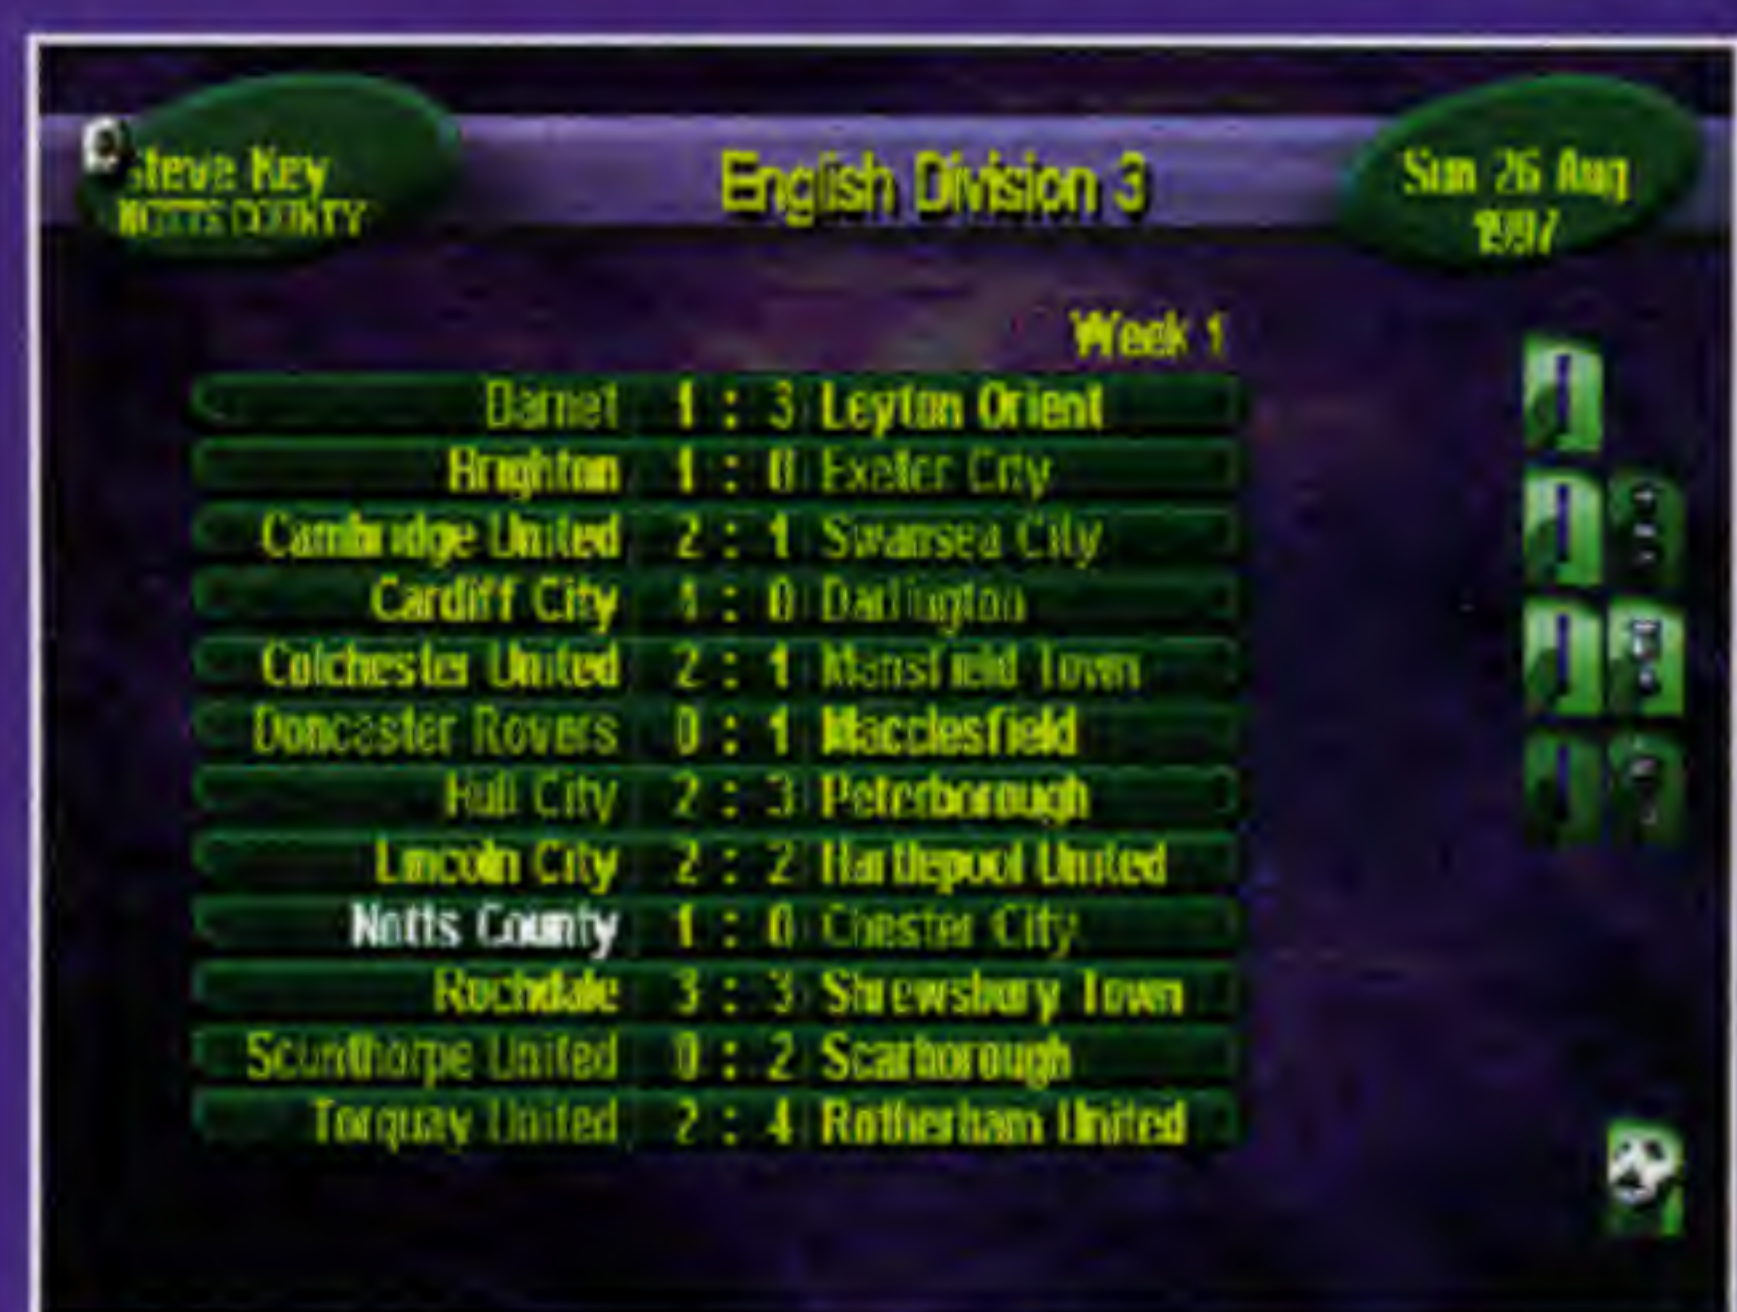 Steve Key
NOTTS COUNTY
English Division 3
Sun 26 Aug
1997
Week 1
Barnet 1 : 3 Leyton Orient
Brighton 1 : 0 Exeter City
Cambridge United 2 : 1 Swansea City
Cardiff City : 0 Darlington
Colchester United 2 : 1 Mansfield Town
Doncaster Rovers 0 : 1 Macclesfield
Hull City 2 : 3 Peterborough
Lincoln City 2 : 2 Hartlepool United
Notts County 1 : 0 Chester City
Rochdale 3 : 3 Shrewsbury Town
Scunthorpe United 0 : 2 Scarborough
Torquay United 2 : 4 Rotherham United